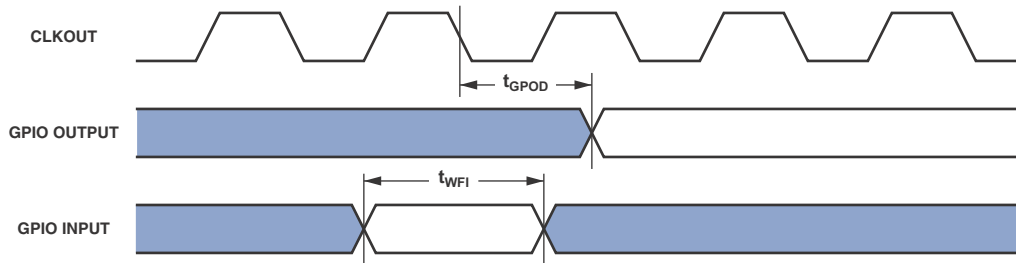 CLKOUT
tGPOD
GPIO OUTPUT
tWFI
GPIO INPUT